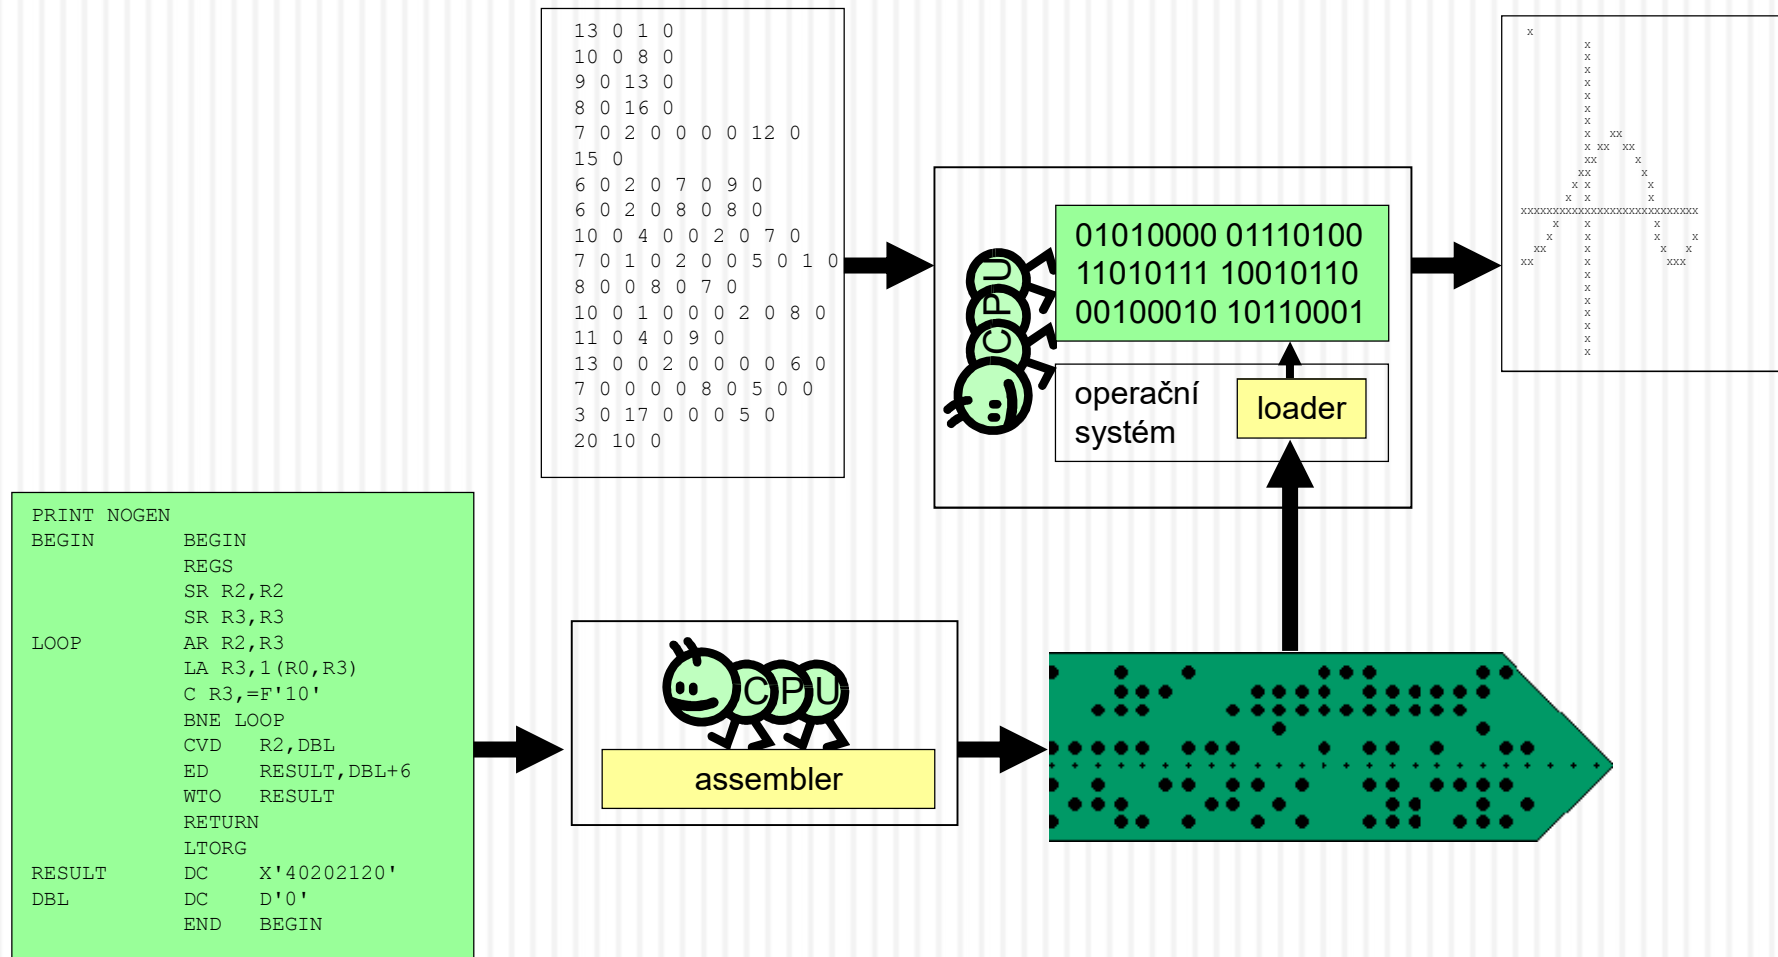 13 0 1 0
10 0 8 0
9 0 13 0
8 0 16 0
7 0 2 0 0 0 0 12 0
15 0
6 0 2 0 7 0 9 0
6 0 2 0 8 0 8 0
10 0 4 0 0 2 0 7 0
7 0 1 0 2 0 0 5 0 1 0
8 0 0 8 0 7 0
10 0 1 0 0 0 2 0 8 0
11 0 4 0 9 0
13 0 0 2 0 0 0 0 6 0
7 0 0 0 0 8 0 5 0 0
3 0 17 0 0 0 5 0
20 10 0
CPU
01010000 01110100
11010111 10010110
00100010 10110001
operační
systém
loader
x
x
x
x
x
x
x
x
x xx
x xx xx
xx x
xx x
x x x
x x x
xxxxxxxxxxxxxxxxxxxxxxxxxxxx
x x x
x x x x
xx x x x
xx x xxx
x
x
x
x
x
x
x
PRINT NOGEN
BEGIN BEGIN
REGS
SR R2,R2
SR R3,R3
LOOP AR R2,R3
LA R3,1(R0,R3)
C R3,=F'10'
BNE LOOP
CVD R2,DBL
ED RESULT,DBL+6
WTO RESULT
RETURN
LTORG
RESULT DC X'40202120'
DBL DC D'0'
END BEGIN
CPU
assembler